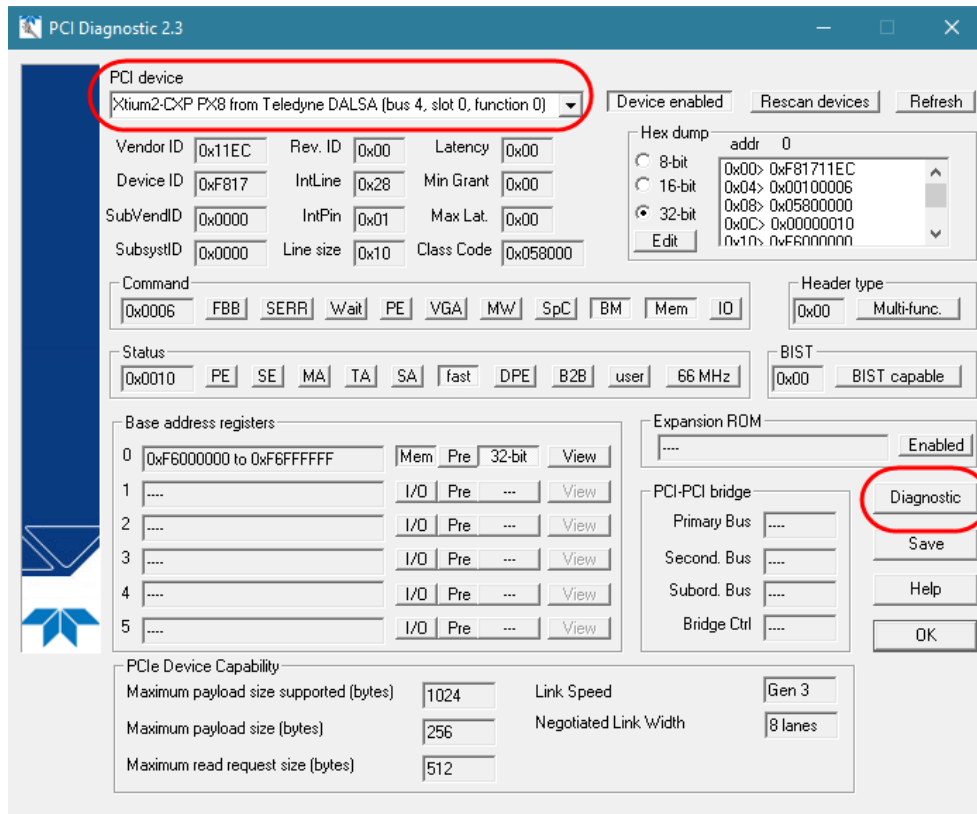 PCI Diagnostic 2.3
PCI device
Xtium2-CXP PX8 from Teledyne DALSA (bus 4, slot 0, function 0)
Device enabled Rescan devices Refresh
Vendor ID 0x11EC Rev. ID 0x00 Latency 0x00
Device ID 0xF817 IntLine 0x28 Min Grant 0x00
SubVendID 0x0000 IntPin 0x01 Max Lat. 0x00
SubsystID 0x0000 Line size 0x10 Class Code 0x058000
Hex dump
addr 0
8-bit
16-bit
32-bit
Edit
0x00> 0xF81711EC
0x04> 0x00100006
0x08> 0x05800000
0x0C> 0x00000010
0x10> 0xF6000000
Command
0x0006 FBB SERR Wait PE VGA MW SpC BM Mem IO
Header type
0x00 Multi-func.
Status
0x0010 PE SE MA TA SA fast DPE B2B user 66 MHz
BIST
0x00 BIST capable
Base address registers
0 0xF6000000 to 0xF6FFFFFF Mem Pre 32-bit View
1 ---- I/O Pre --- View
2 ---- I/O Pre --- View
3 ---- I/O Pre --- View
4 ---- I/O Pre --- View
5 ---- I/O Pre --- View
Expansion ROM
---- Enabled
PCI-PCI bridge
Primary Bus ----
Second. Bus ----
Subord. Bus ----
Bridge Ctrl ----
Diagnostic
Save
Help
OK
PCIe Device Capability
Maximum payload size supported (bytes) 1024 Link Speed Gen 3
Maximum payload size (bytes) 256 Negotiated Link Width 8 lanes
Maximum read request size (bytes) 512